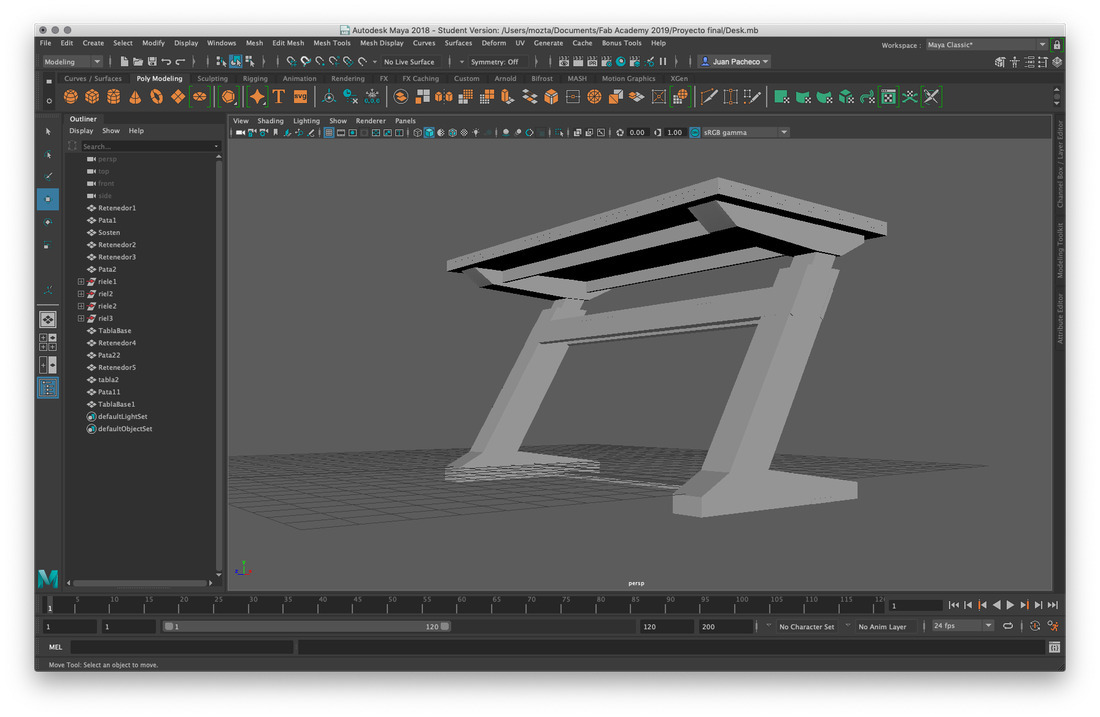 Autodesk Maya 2018 - Student Version: /Users/mozta/Documents/Fab Academy 2019/Proyecto final/Desk.mb
File Edit Create Select Modify Display Windows Mesh Edit Mesh Mesh Tools Mesh Display Curves Surfaces Deform UV Generate Cache Bonus Tools Help
Workspace : Maya Classic*
Modeling No Live Surface Symmetry: Off Juan Pacheco
Curves / Surfaces Poly Modeling Sculpting Rigging Animation Rendering FX FX Caching Custom Arnold Bifrost MASH Motion Graphics XGen
T SVG 0,0,0
Outliner
Display Show Help
Search...
persp
top
front
side
Retenedor1
Pata1
Sosten
Retenedor2
Retenedor3
Pata2
riele1
riel2
riele2
riel3
TablaBase
Retenedor4
Pata22
Retenedor5
tabla2
Pata11
TablaBase1
defaultLightSet
defaultObjectSet
View Shading Lighting Show Renderer Panels
0.00 1.00 sRGB gamma
persp
Channel Box / Layer Editor
Modeling Toolkit
Attribute Editor
5 10 15 20 25 30 35 40 45 50 55 60 65 70 75 80 85 90 95 100 105 110 115
1 1
1 1 1 120 120 200 No Character Set No Anim Layer 24 fps
MEL
Move Tool: Select an object to move.